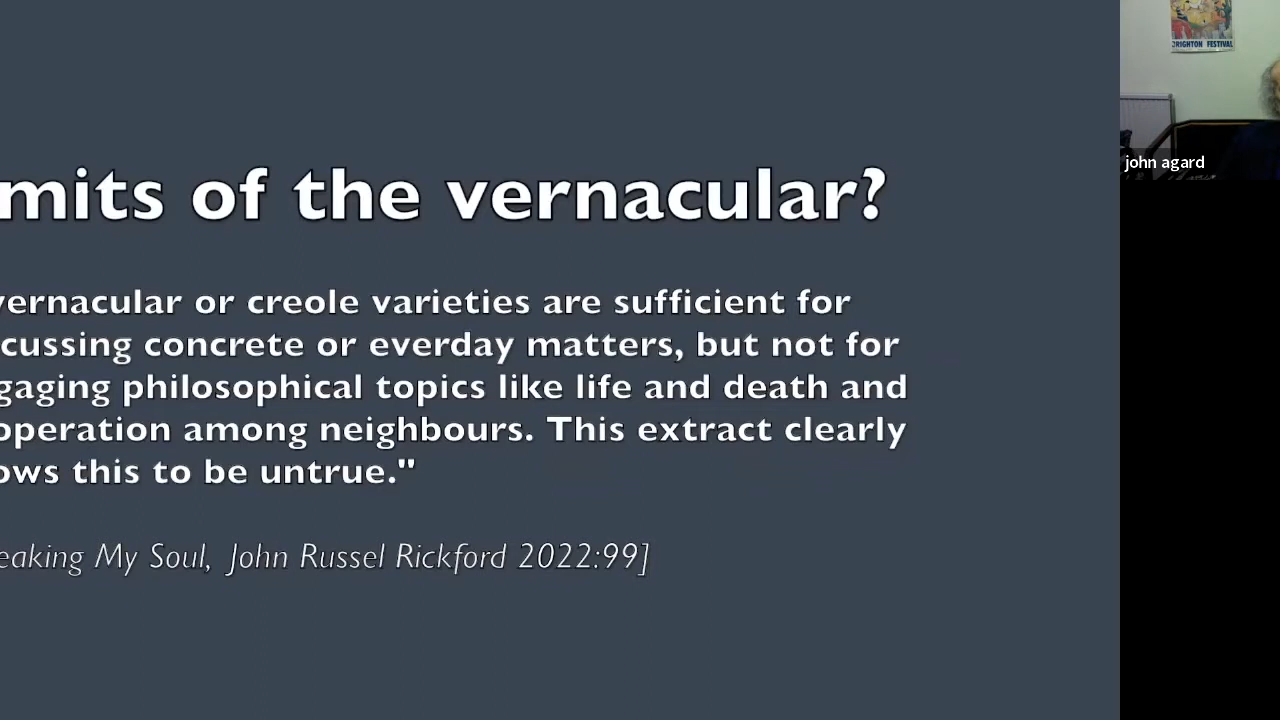 mits of the vernacular?
vernacular or creole varieties are sufficient for
cussing concrete or everday matters, but not for
gaging philosophical topics like life and death and
operation among neighbours. This extract clearly
ows this to be untrue."
eaking My Soul, John Russel Rickford 2022:99]
BRIGHTON FESTIVAL
john agard